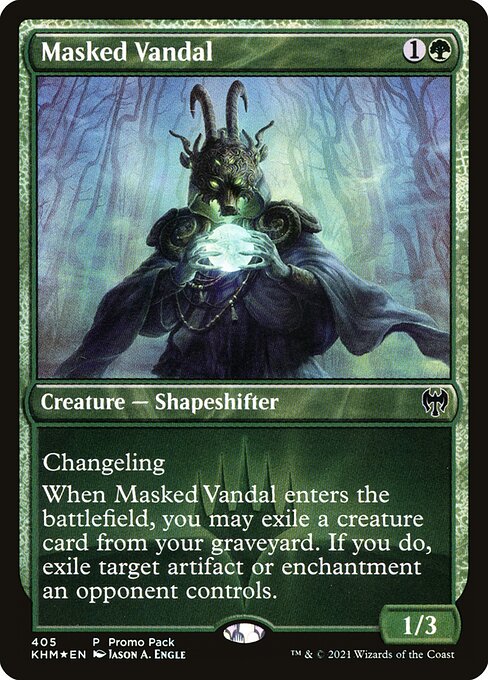 Masked Vandal 1
Creature — Shapeshifter
Changeling
When Masked Vandal enters the
battlefield, you may exile a creature
card from your graveyard. If you do,
exile target artifact or enchantment
an opponent controls.
1/3
405 P Promo Pack
KHM★EN Jason A. Engle ™ & © 2021 Wizards of the Coast